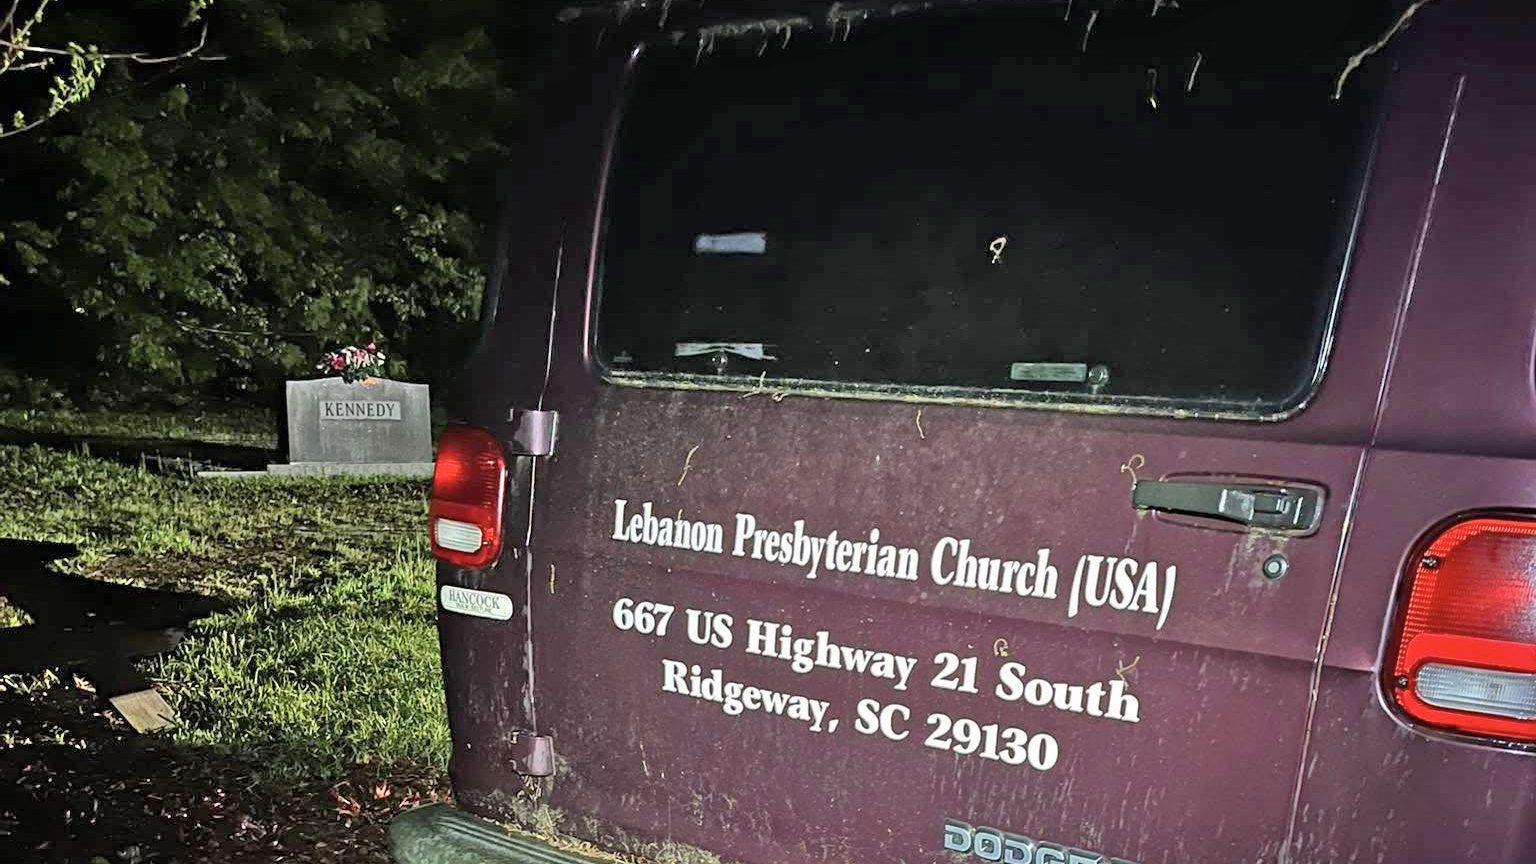 KENNEDY
Lebanon Presbyterian Church (USA)
667 US Highway 21 South
Ridgeway, SC 29130
HANCOCK
DODGE